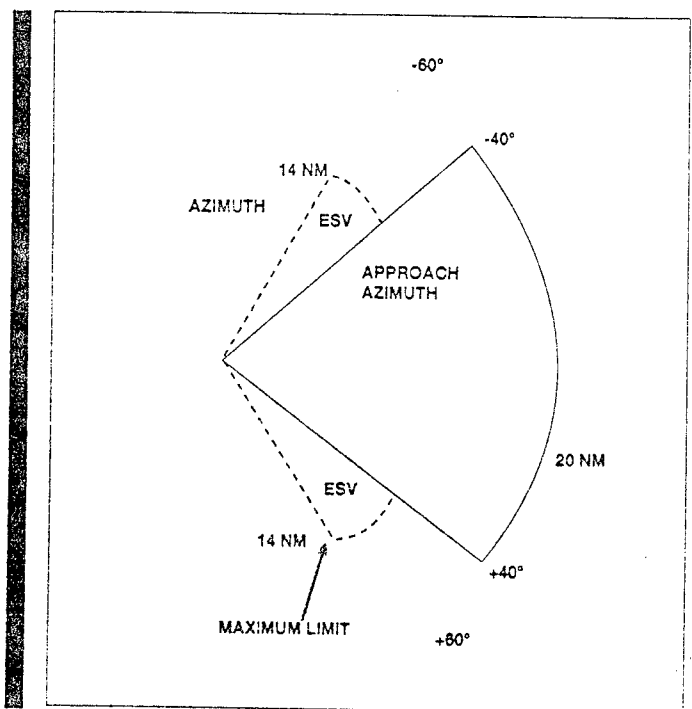 -60°
-40°
14 NM
AZIMUTH
ESV
APPROACH
AZIMUTH
20 NM
ESV
14 NM
+40°
MAXIMUM LIMIT
+60°